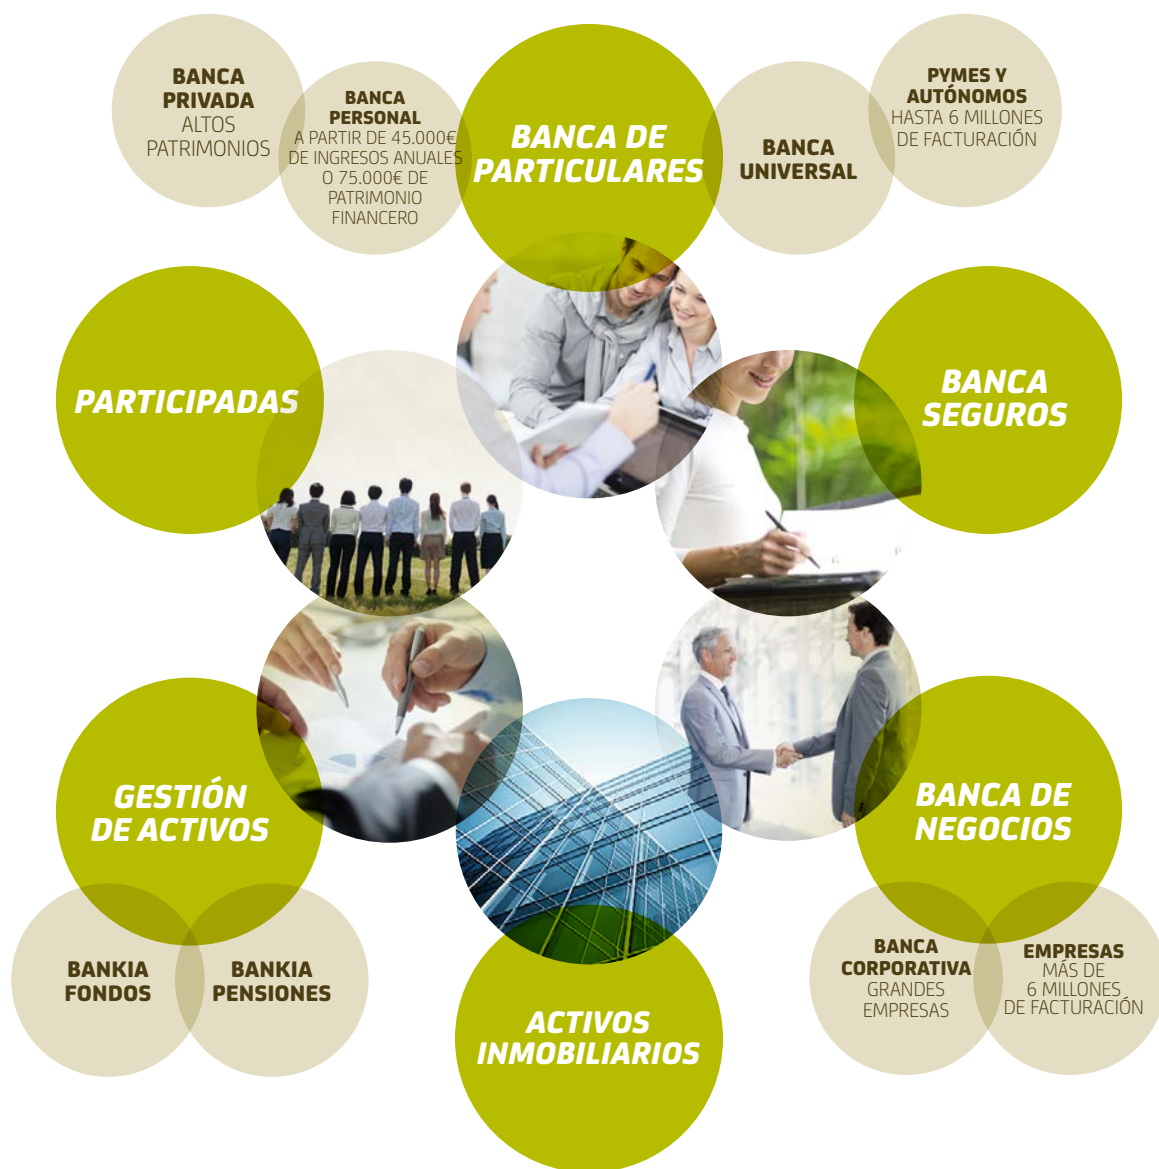 BANCA
PRIVADA
ALTOS
PATRIMONIOS
BANCA
PERSONAL
A PARTIR DE 45.000€
DE INGRESOS ANUALES
O 75.000€ DE
PATRIMONIO
FINANCERO
BANCA DE
PARTICULARES
BANCA
UNIVERSAL
PYMES Y
AUTÓNOMOS
HASTA 6 MILLONES
DE FACTURACIÓN
PARTICIPADAS
BANCA
SEGUROS
GESTIÓN
DE ACTIVOS
BANCA DE
NEGOCIOS
BANKIA
FONDOS
BANKIA
PENSIONES
ACTIVOS
INMOBILIARIOS
BANCA
CORPORATIVA
GRANDES
EMPRESAS
EMPRESAS
MÁS DE
6 MILLONES
DE FACTURACIÓN